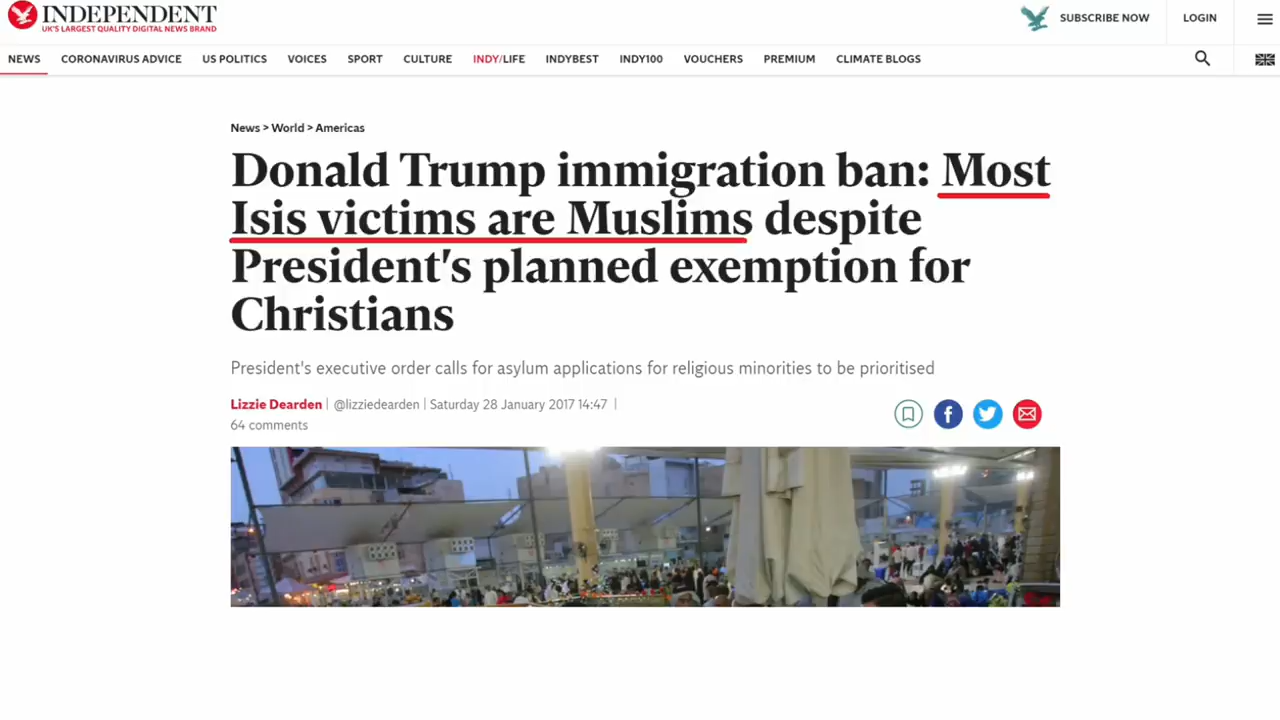 INDEPENDENT
UK'S LARGEST QUALITY DIGITAL NEWS BRAND
SUBSCRIBE NOW
LOGIN
NEWS CORONAVIRUS ADVICE US POLITICS VOICES SPORT CULTURE INDY/LIFE INDYBEST INDY100 VOUCHERS PREMIUM CLIMATE BLOGS
News > World > Americas
Donald Trump immigration ban: Most
Isis victims are Muslims despite
President's planned exemption for
Christians
President's executive order calls for asylum applications for religious minorities to be prioritised
Lizzie Dearden | @lizziedearden | Saturday 28 January 2017 14:47 |
64 comments